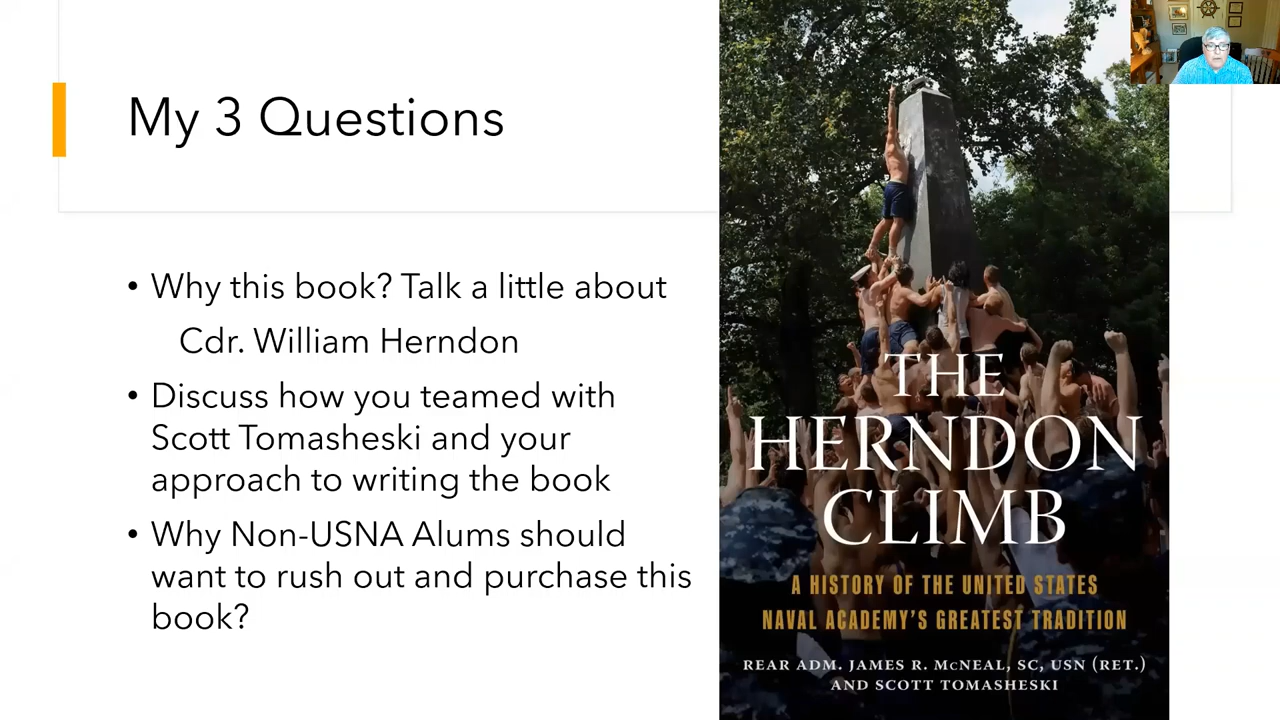 My 3 Questions
• Why this book? Talk a little about
Cdr. William Herndon
• Discuss how you teamed with
Scott Tomasheski and your
approach to writing the book
• Why Non-USNA Alums should
want to rush out and purchase this
book?
THE
HERNDON
CLIMB
A HISTORY OF THE UNITED STATES
NAVAL ACADEMY'S GREATEST TRADITION
REAR ADM. JAMES R. McNEAL, SC, USN (RET.)
AND SCOTT TOMASHESKI